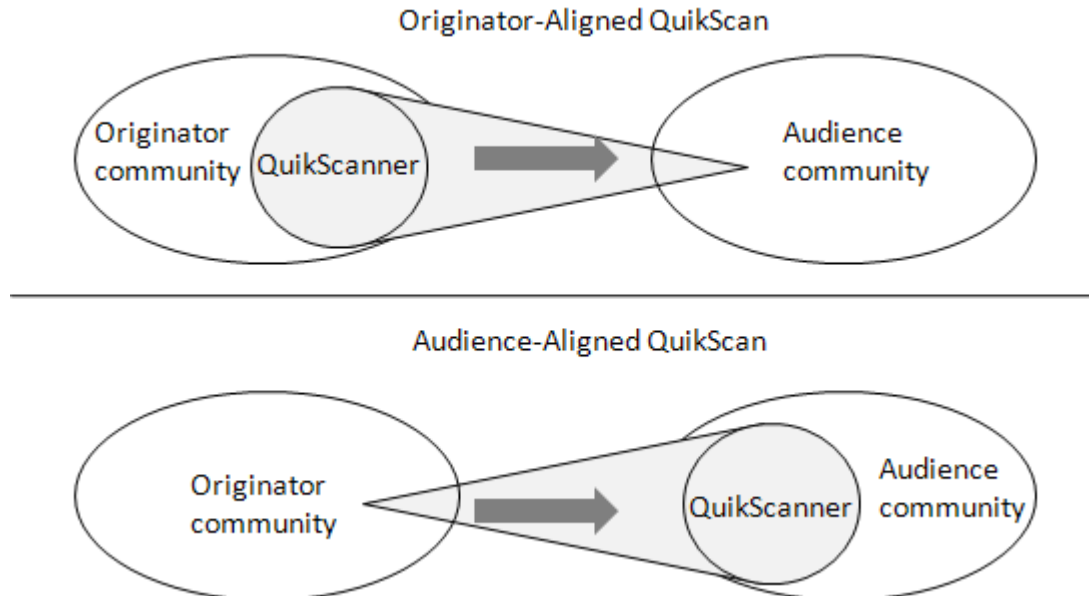 Originator-Aligned QuikScan
Originator
community
QuikScanner
Audience
community
Audience-Aligned QuikScan
Originator
community
QuikScanner
Audience
community